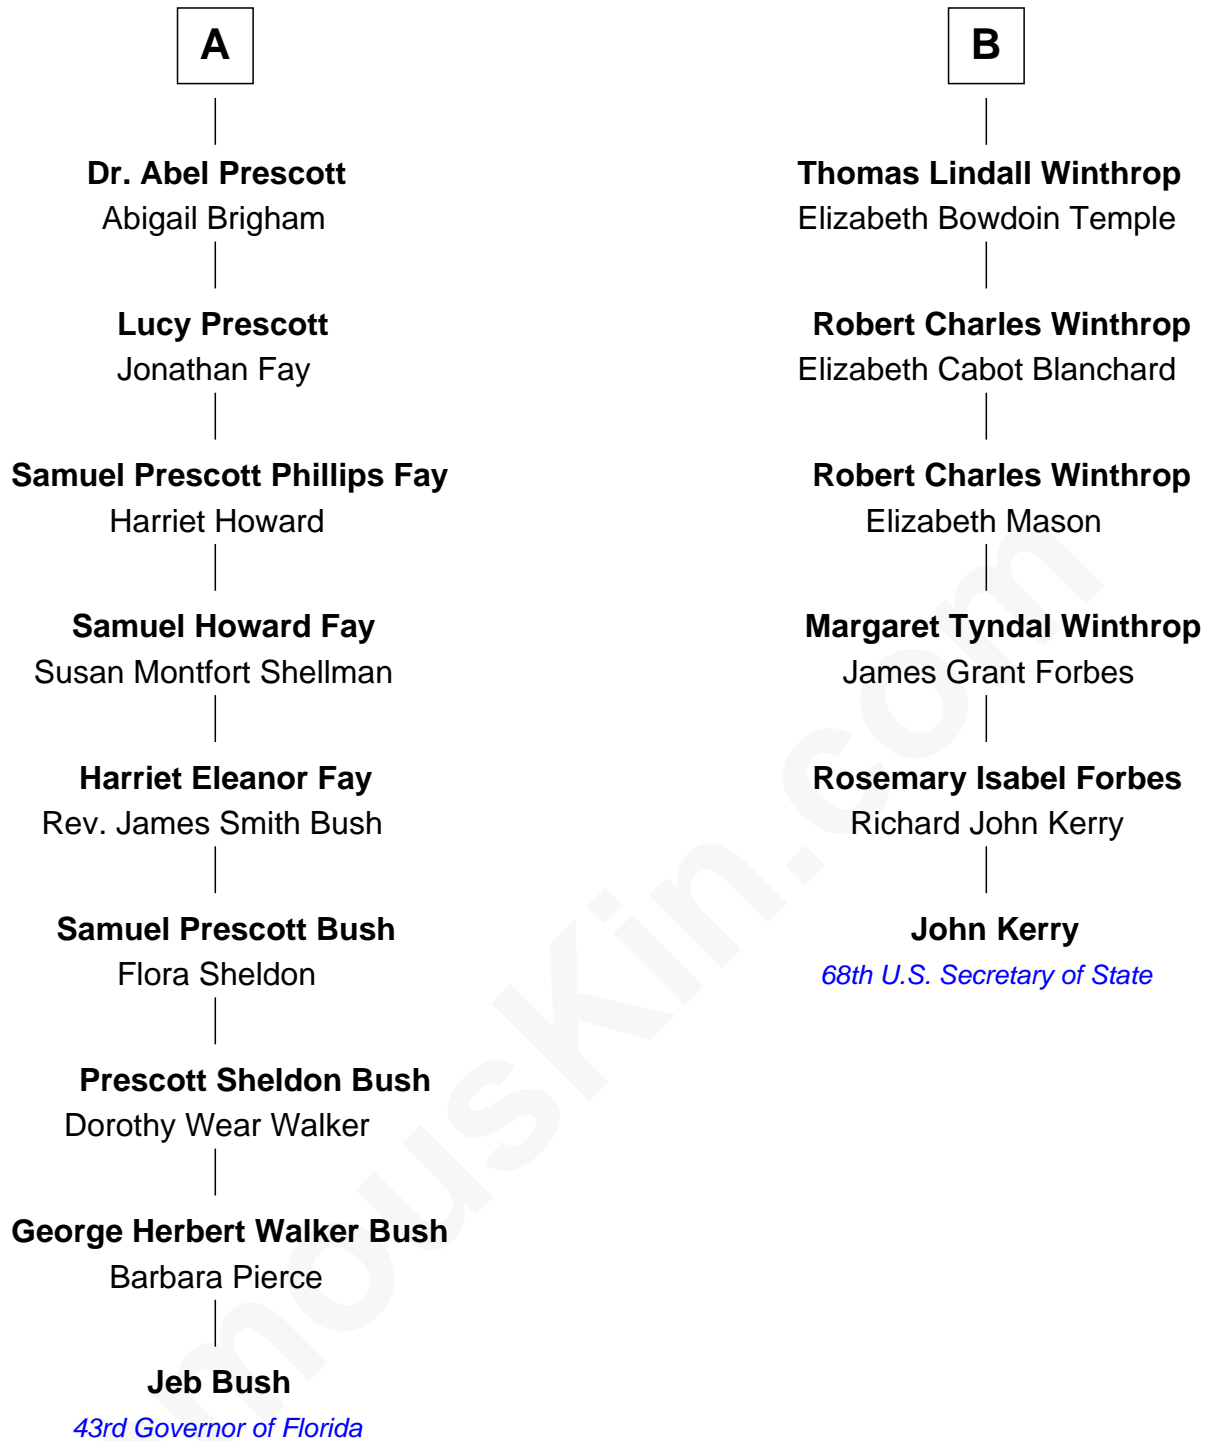 A
Dr. Abel Prescott
Abigail Brigham
Lucy Prescott
Jonathan Fay
Samuel Prescott Phillips Fay
Harriet Howard
Samuel Howard Fay
Susan Montfort Shellman
Harriet Eleanor Fay
Rev. James Smith Bush
Samuel Prescott Bush
Flora Sheldon
Prescott Sheldon Bush
Dorothy Wear Walker
George Herbert Walker Bush
Barbara Pierce
Jeb Bush
43rd Governor of Florida
B
Thomas Lindall Winthrop
Elizabeth Bowdoin Temple
Robert Charles Winthrop
Elizabeth Cabot Blanchard
Robert Charles Winthrop
Elizabeth Mason
Margaret Tyndal Winthrop
James Grant Forbes
Rosemary Isabel Forbes
Richard John Kerry
John Kerry
68th U.S. Secretary of State
mouskin.com